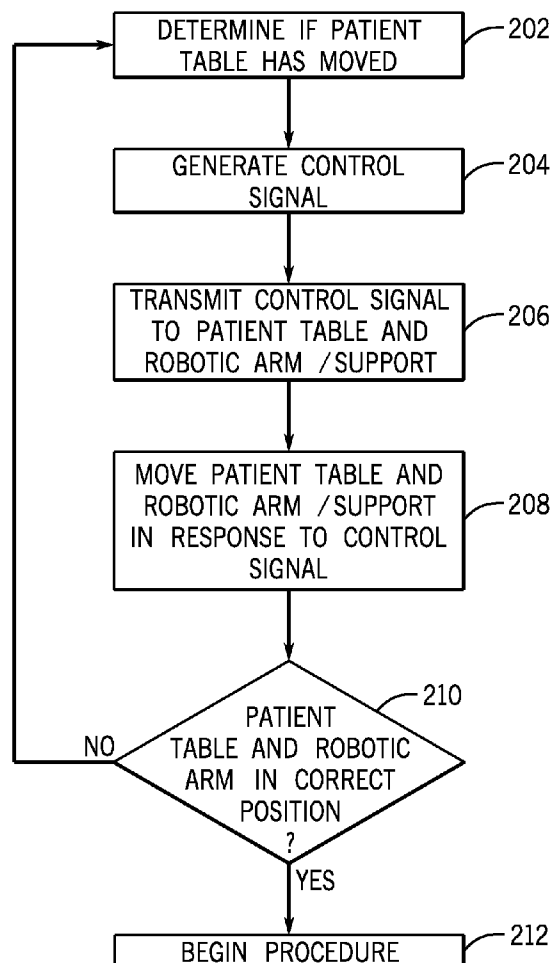 DETERMINE IF PATIENT
TABLE HAS MOVED
202
GENERATE CONTROL
SIGNAL
204
TRANSMIT CONTROL SIGNAL
TO PATIENT TABLE AND
ROBOTIC ARM /SUPPORT
206
MOVE PATIENT TABLE AND
ROBOTIC ARM /SUPPORT
IN RESPONSE TO CONTROL
SIGNAL
208
PATIENT
TABLE AND ROBOTIC
ARM IN CORRECT
POSITION
?
210
NO
YES
BEGIN PROCEDURE
212